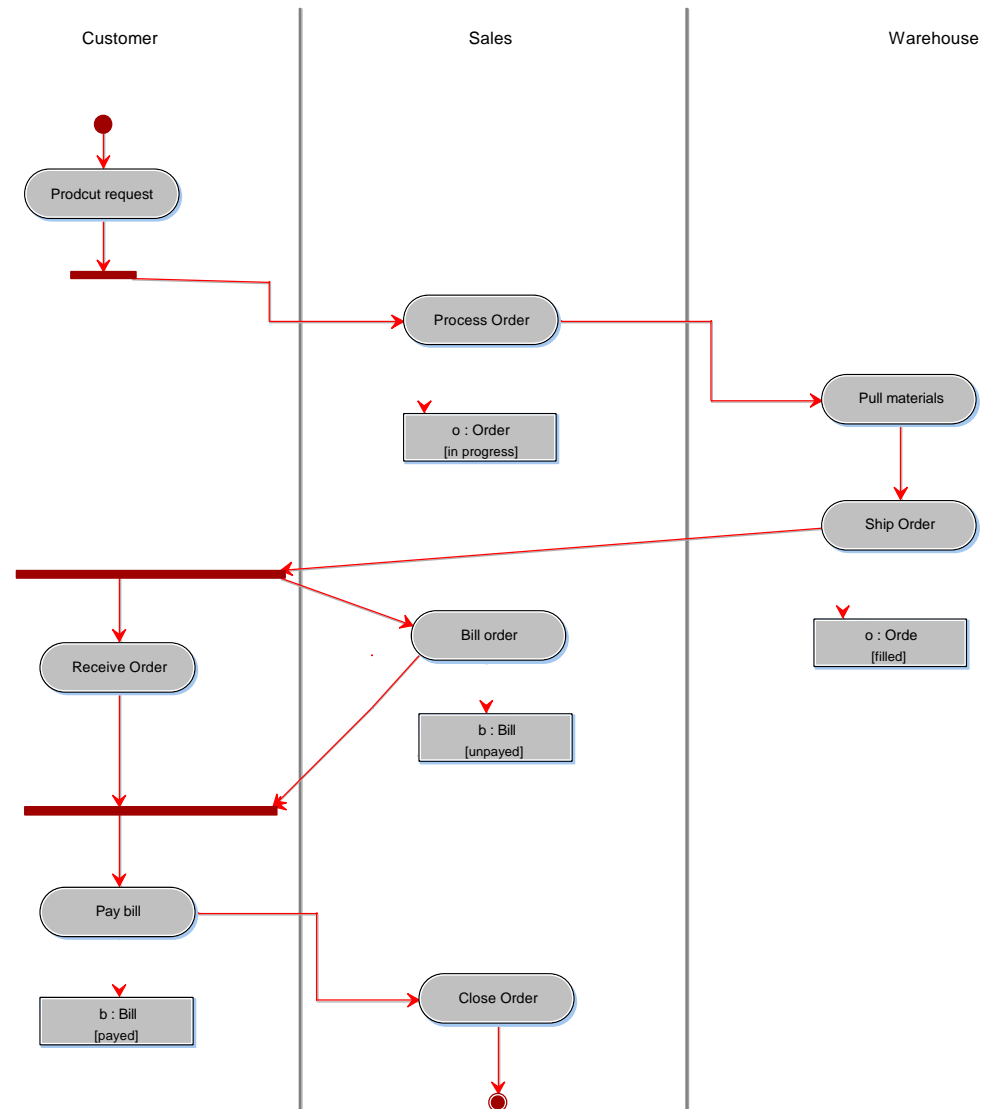 Customer
Sales
Warehouse
Prodcut request
Process Order
Pull materials
o : Order
[in progress]
Ship Order
Bill order
o : Orde
[filled]
Receive Order
b : Bill
[unpayed]
Pay bill
Close Order
b : Bill
[payed]